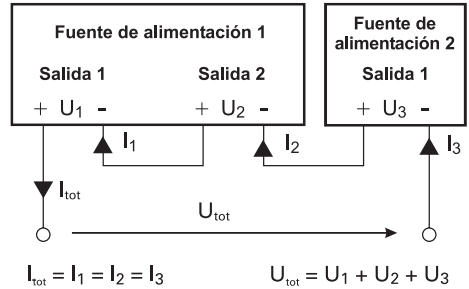 Fuente de alimentación 1
Fuente de alimentación 2
Salida 1
Salida 2
Salida 1
+ U₁ -
+ U₂ -
+ U₃ -
I₁
I₂
I₃
Iₜₒₜ
Uₜₒₜ
Iₜₒₜ = I₁ = I₂ = I₃
Uₜₒₜ = U₁ + U₂ + U₃